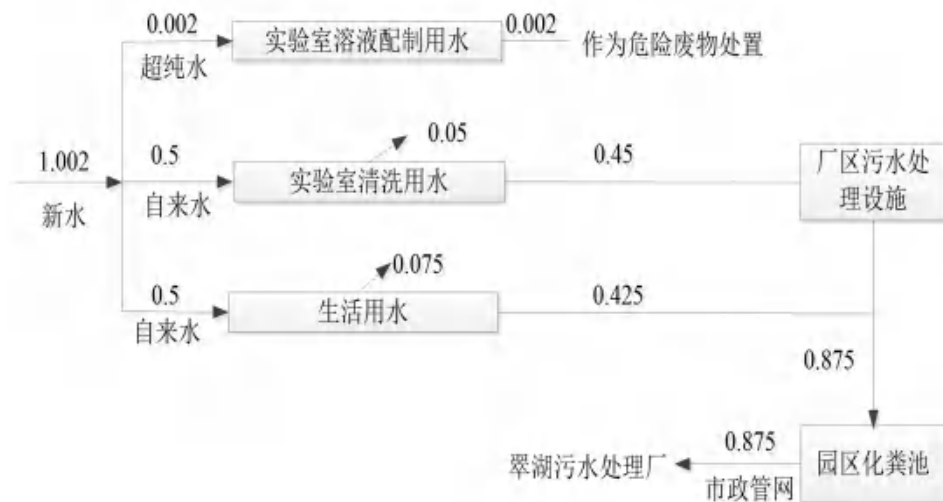 0.002
超纯水
实验室溶液配制用水
0.002
作为危险废物处置
1.002
新水
0.5
自来水
实验室清洗用水
0.05
0.45
厂区污水处
理设施
0.5
自来水
生活用水
0.075
0.425
0.875
园区化粪池
0.875
市政管网
翠湖污水处理厂